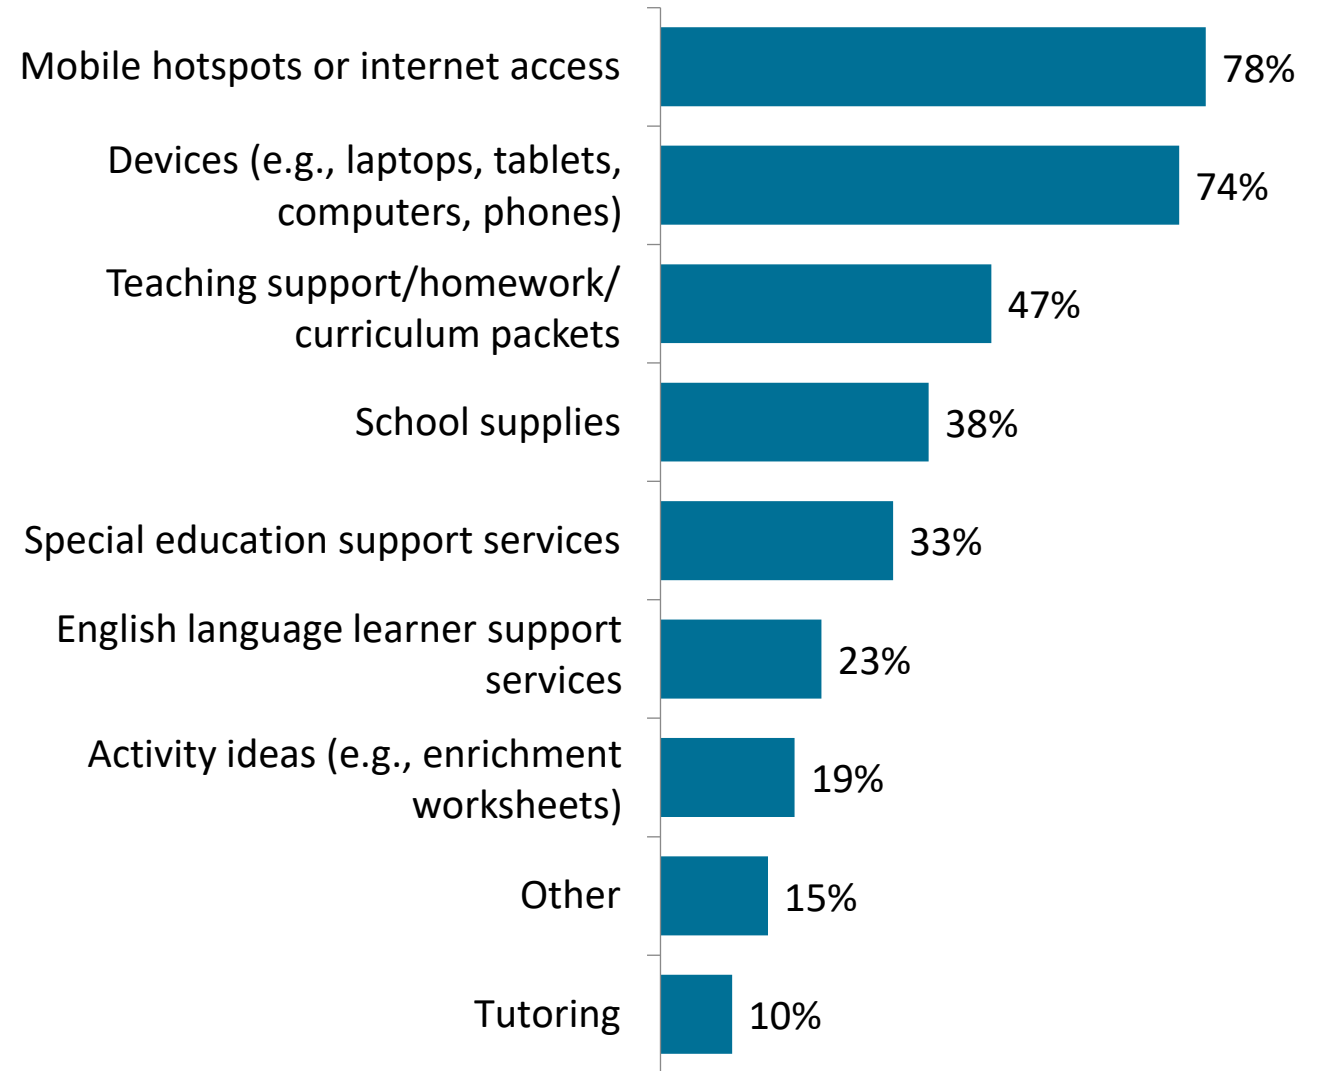 Mobile hotspots or internet access
78%
Devices (e.g., laptops, tablets,
computers, phones)
74%
Teaching support/homework/
curriculum packets
47%
School supplies
38%
Special education support services
33%
English language learner support
services
23%
Activity ideas (e.g., enrichment
worksheets)
19%
Other
15%
Tutoring
10%